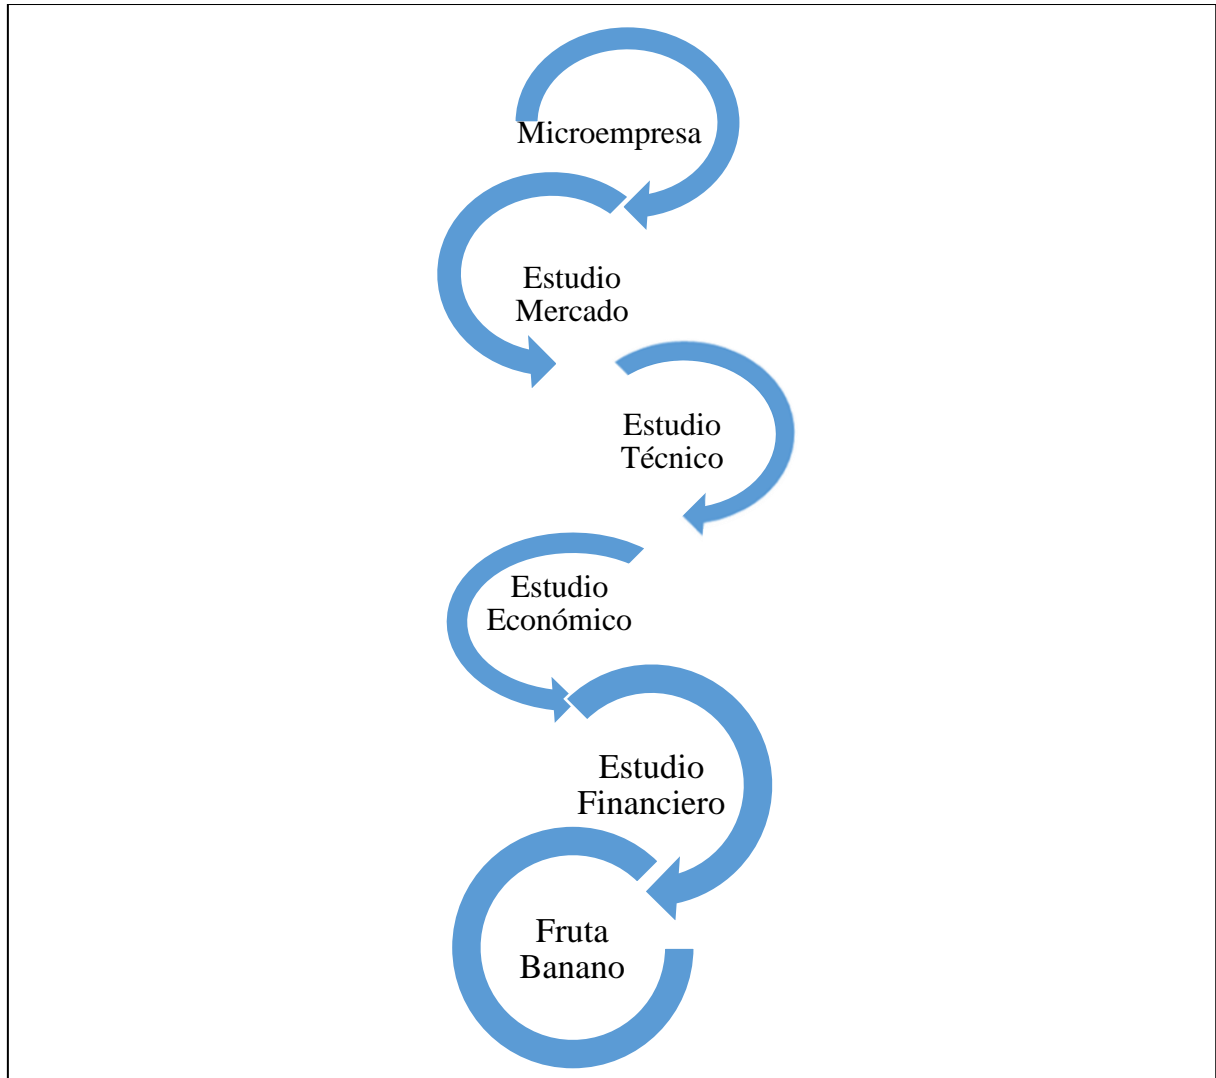 Microempresa
Estudio
Mercado
Estudio
Técnico
Estudio
Económico
Estudio
Financiero
Fruta
Banano